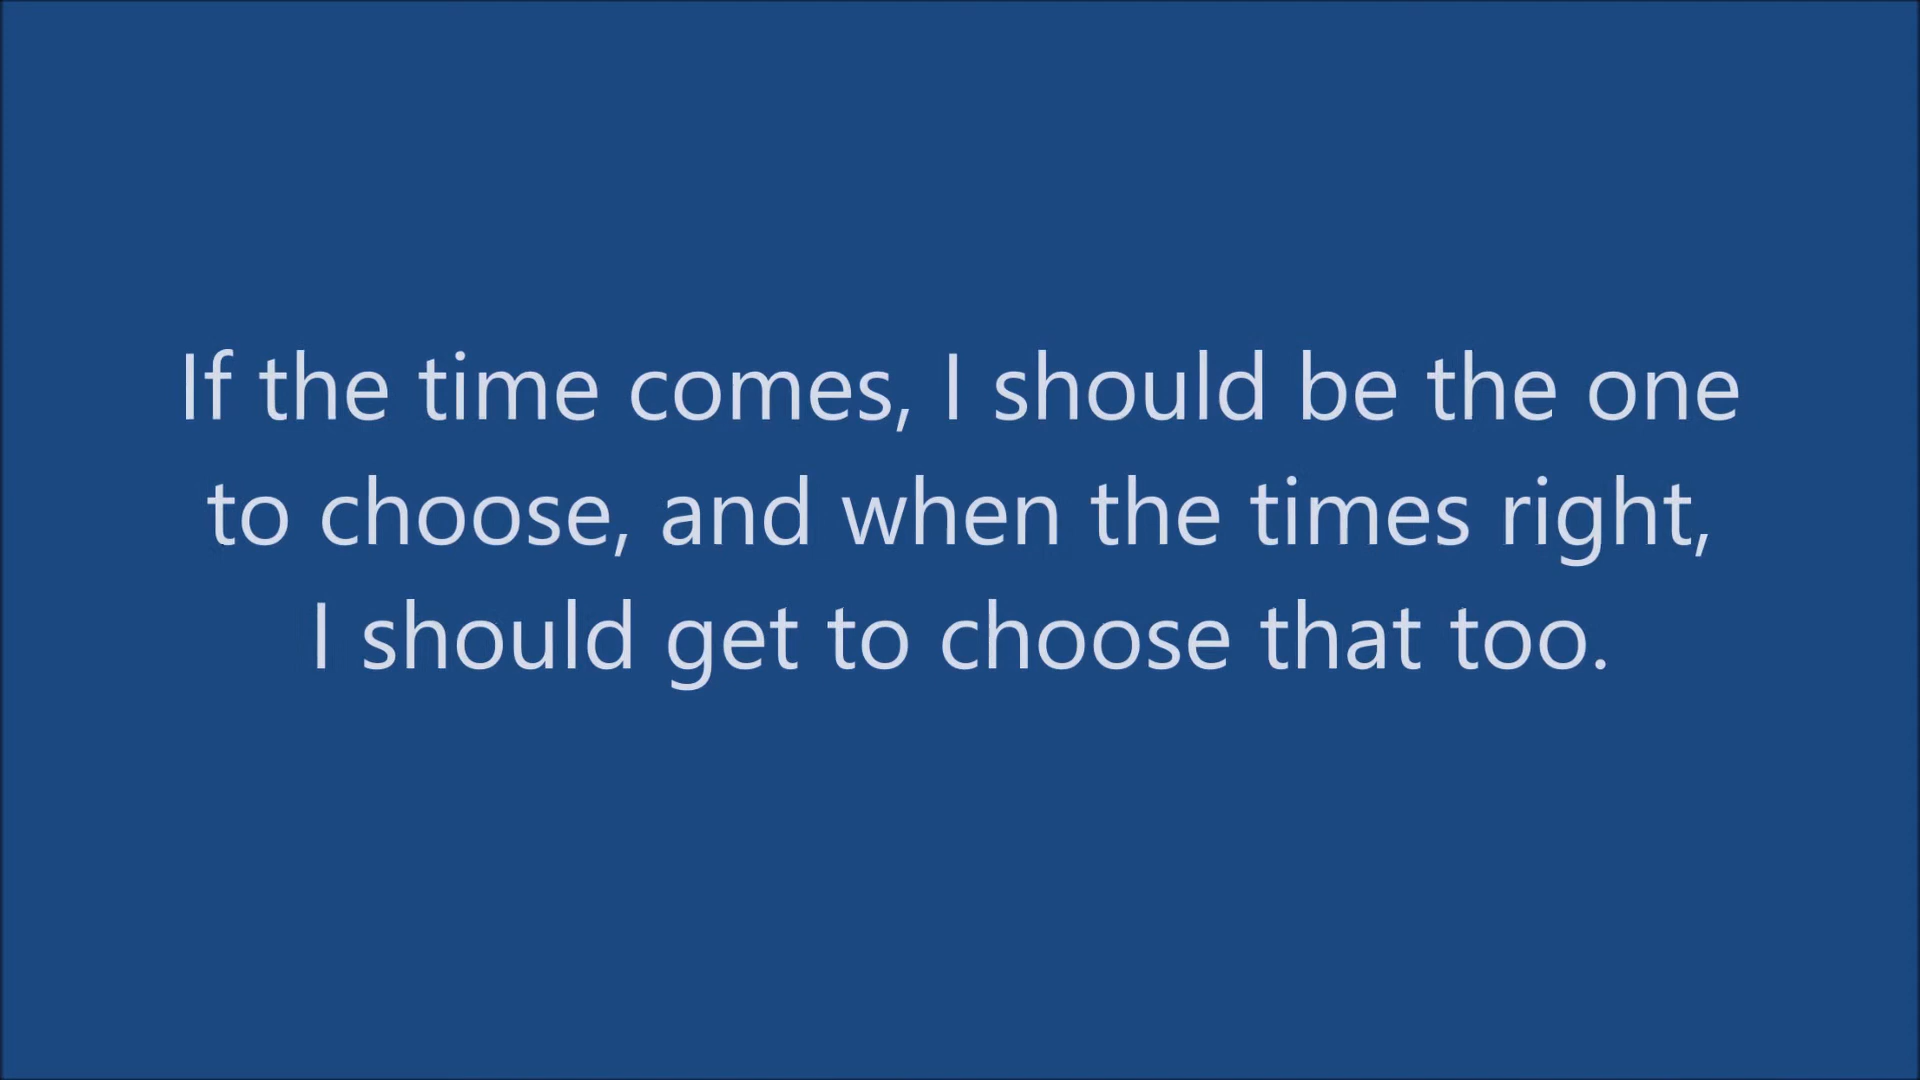 If the time comes, I should be the one
to choose, and when the times right,
I should get to choose that too.